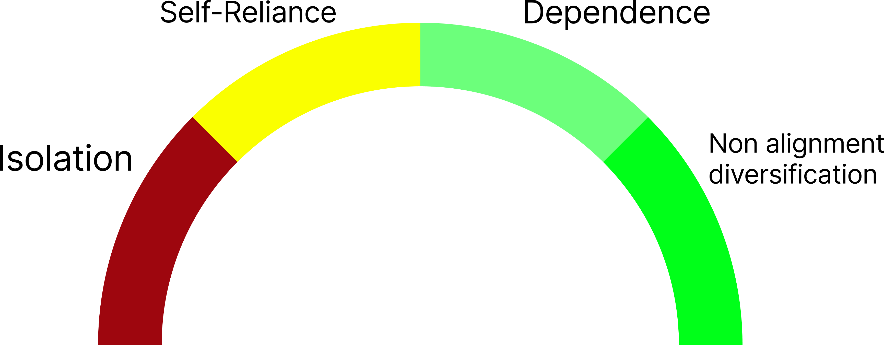 Self-Reliance
Dependence
Isolation
Non alignment
diversification